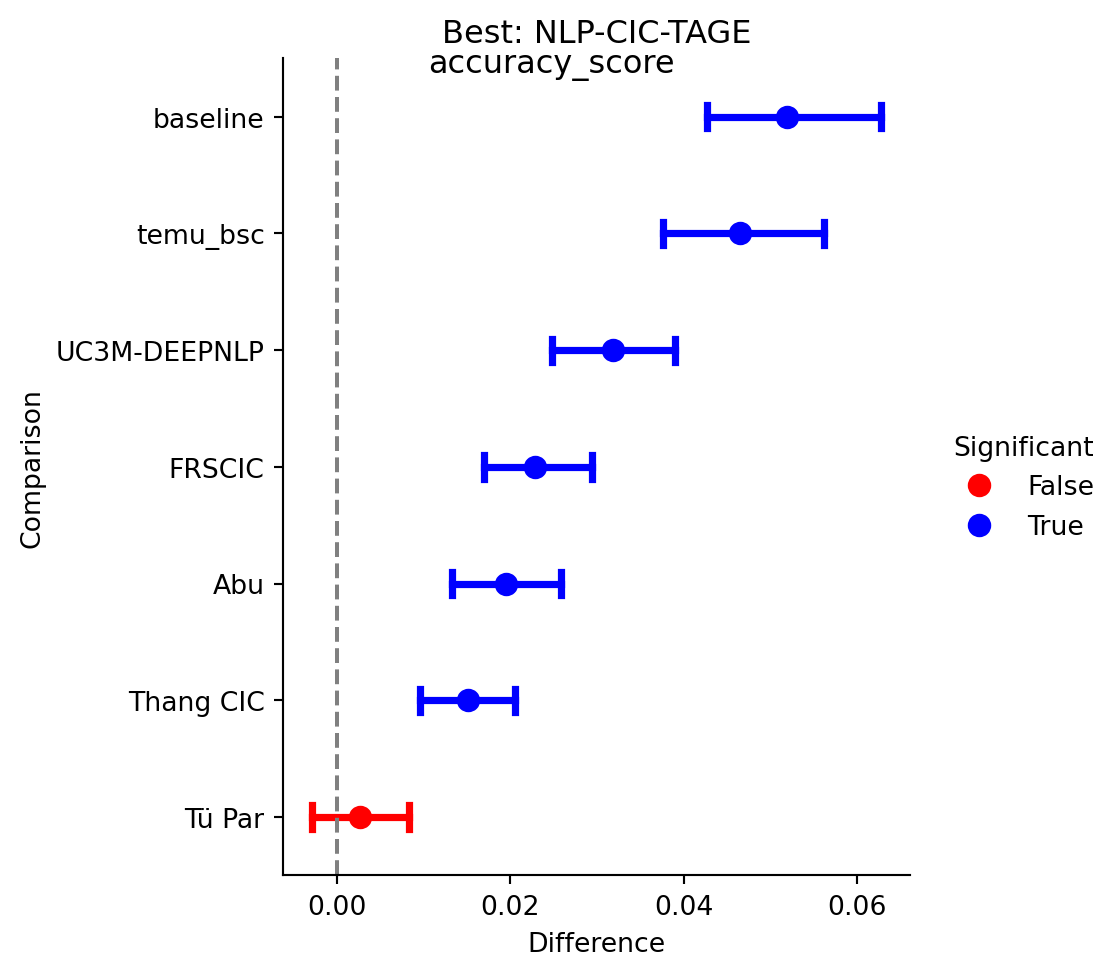 Best: NLP-CIC-TAGE
accuracy_score
baseline
temu_bsc
UC3M-DEEPNLP
FRSCIC
Abu
Thang CIC
Tü Par
Comparison
0.00 0.02 0.04 0.06
Difference
Significant
False
True